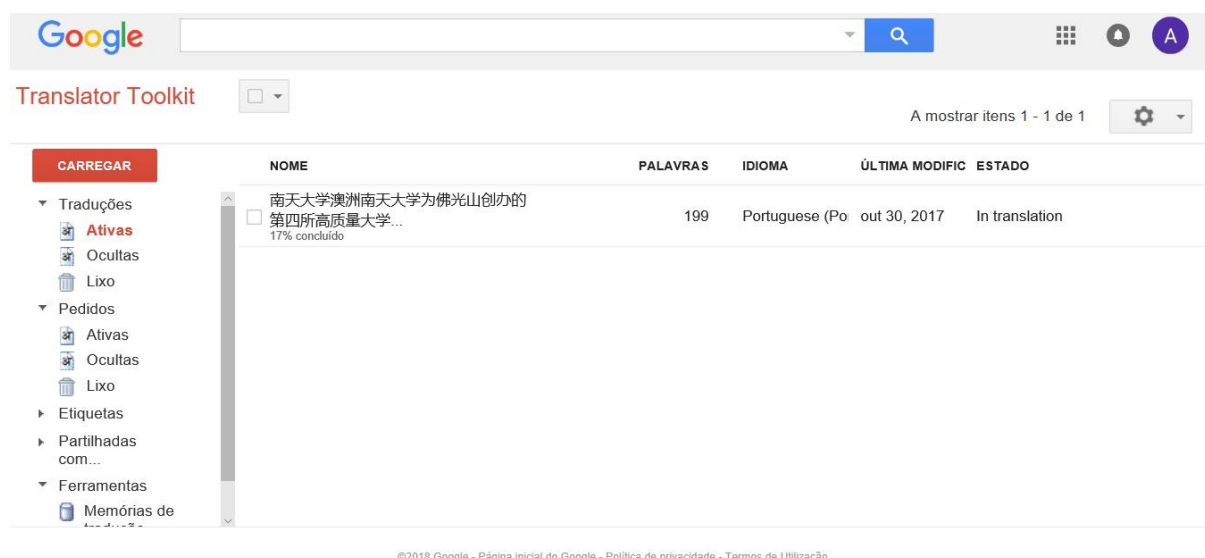 Google
A
Translator Toolkit
A mostrar itens 1 - 1 de 1
CARREGAR
NOME PALAVRAS IDIOMA ÚLTIMA MODIFIC ESTADO
Traduções
Ativas
Ocultas
Lixo
Pedidos
Ativas
Ocultas
Lixo
Etiquetas
Partilhadas
com...
Ferramentas
Memórias de
南天大学澳洲南天大学为佛光山创办的
第四所高质量大学...
17% concluído
199 Portuguese (Po out 30, 2017 In translation
©2018 Google - Página inicial do Google - Política de privacidade - Termos de Utilização